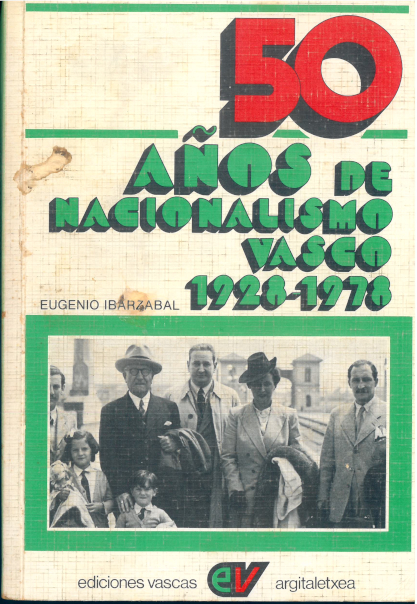 50
AÑOS DE
NACIONALISMO
VASCO
1928-1978
EUGENIO IBARZABAL
ediciones vascas ev argitaletxea